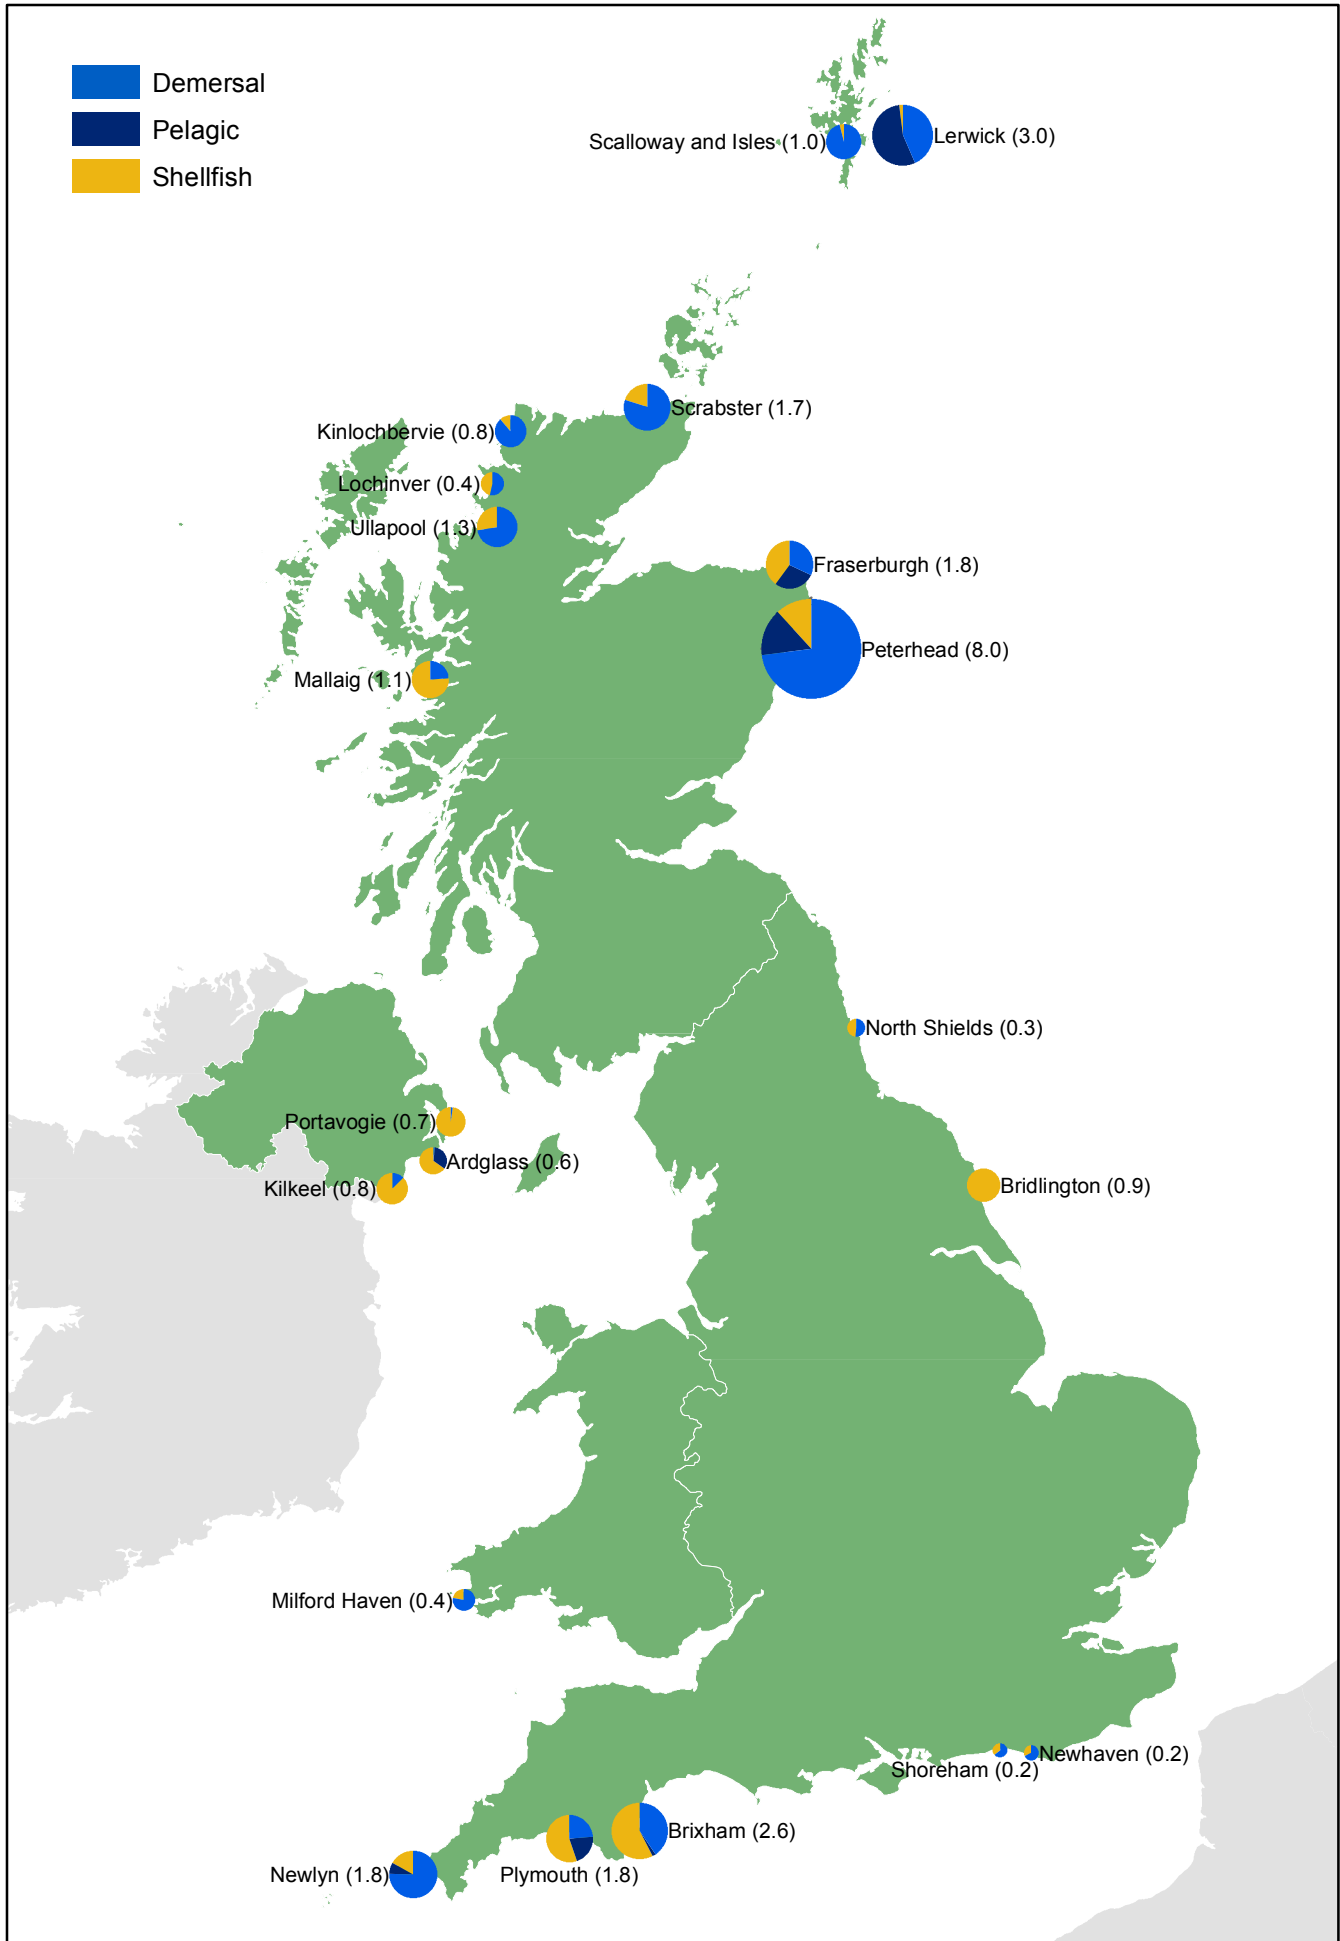 Demersal
Pelagic
Shellfish
Scalloway and Isles (1.0)
Lerwick (3.0)
Scrabster (1.7)
Kinlochbervie (0.8)
Lochinver (0.4)
Ullapool (1.3)
Fraserburgh (1.8)
Peterhead (8.0)
Mallaig (1.1)
North Shields (0.3)
Portavogie (0.7)
Ardglass (0.6)
Kilkeel (0.8)
Bridlington (0.9)
Milford Haven (0.4)
Newhaven (0.2)
Shoreham (0.2)
Brixham (2.6)
Newlyn (1.8)
Plymouth (1.8)